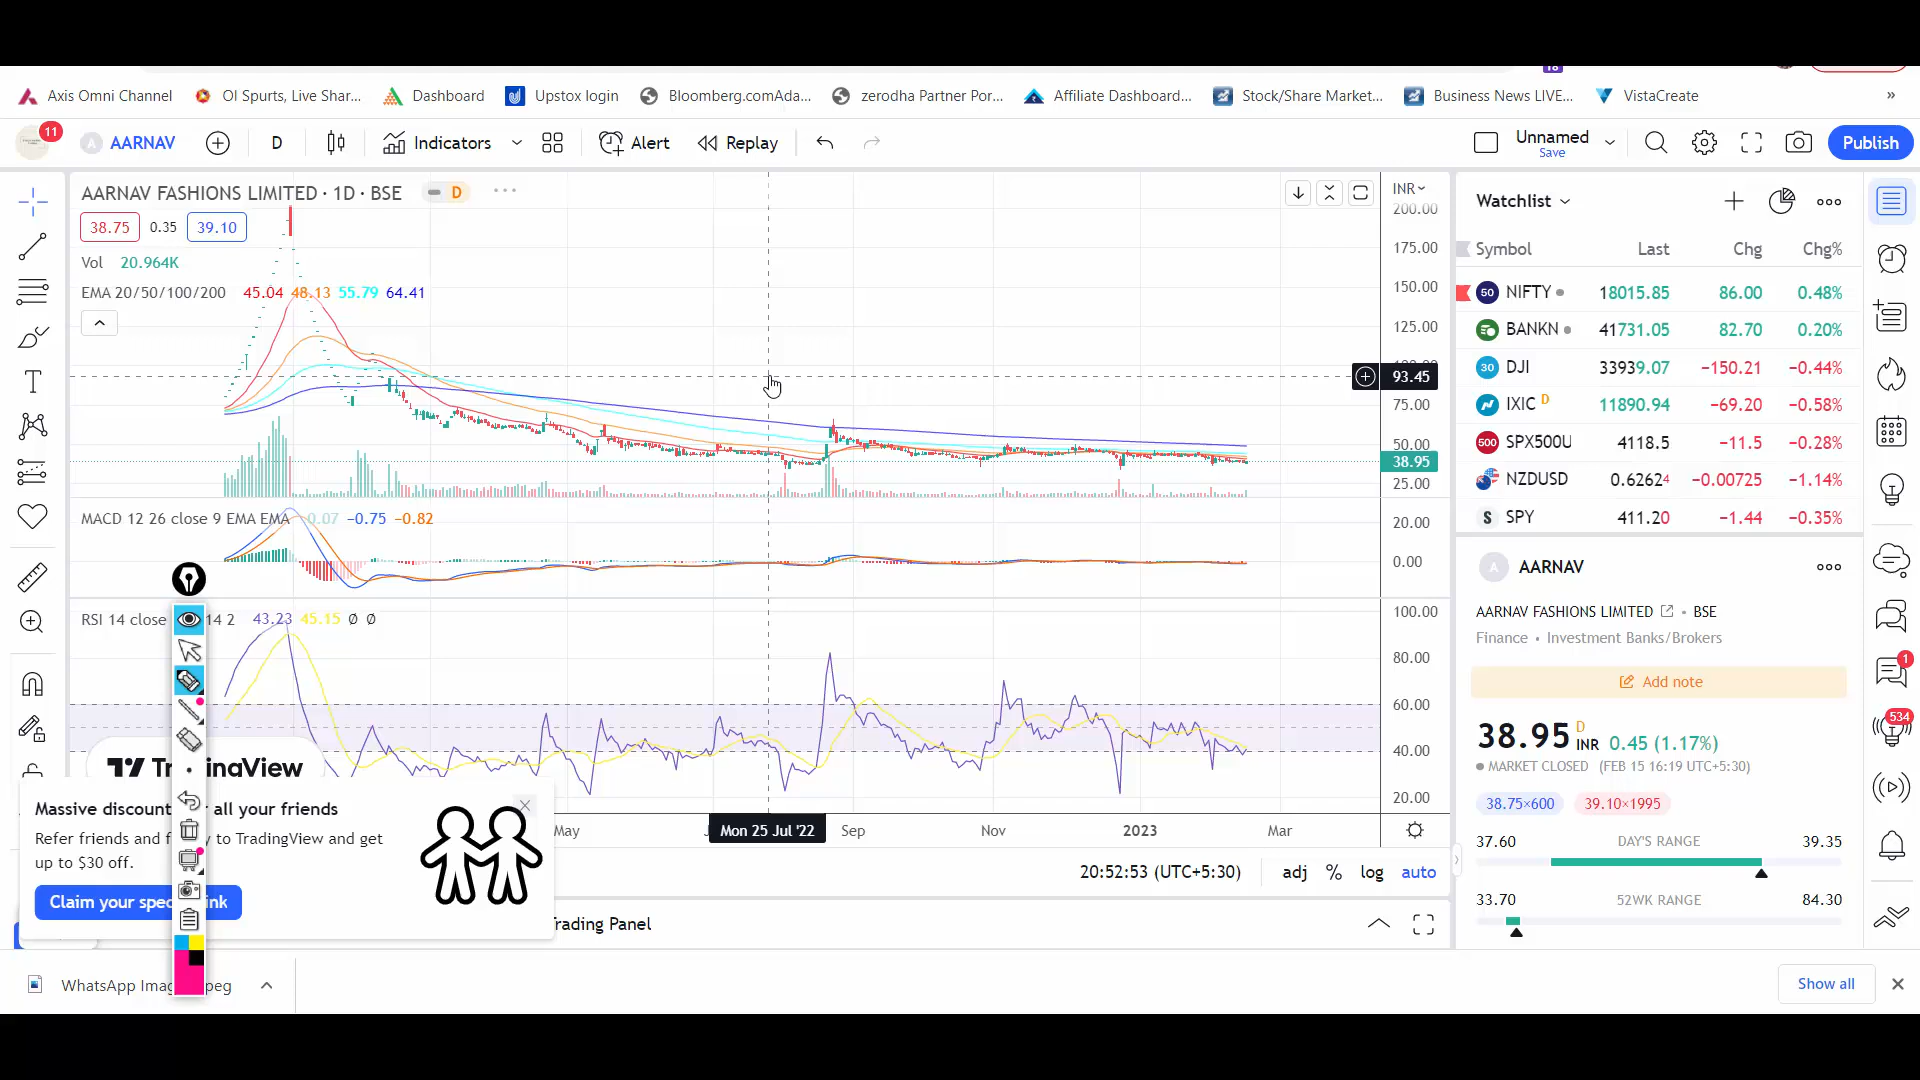 18
Axis Omni Channel
OI Spurts, Live Shar...
Dashboard
Upstox login
Bloomberg.comAda...
zerodha Partner Por...
Affiliate Dashboard...
Stock/Share Market...
Business News LIVE...
VistaCreate
»
11
A AARNAV
D
Indicators
Alert
Replay
Unnamed
Save
Publish
AARNAV FASHIONS LIMITED · 1D · BSE
D
38.75 0.35 39.10
Vol 20.964K
EMA 20/50/100/200 45.04 48.13 55.79 64.41
INR
200.00
175.00
150.00
125.00
93.45
75.00
50.00
38.95
25.00
MACD 12 26 close 9 EMA EMA 0.07 −0.75 −0.82
20.00
0.00
RSI 14 close 14 2 43.23 45.15 Ø Ø
100.00
80.00
60.00
40.00
20.00
May
Mon 25 Jul '22
Sep
Nov
2023
Mar
20:52:53 (UTC+5:30)
adj
%
log
auto
Massive discount all your friends
Refer friends and f y to TradingView and get
up to $30 off.
Claim your spec ink
rading Panel
WhatsApp Imag peg
Show all
Watchlist
Symbol Last Chg Chg%
50 NIFTY 18015.85 86.00 0.48%
BANKN 41731.05 82.70 0.20%
30 DJI 33939.07 −150.21 −0.44%
IXIC D 11890.94 −69.20 −0.58%
500 SPX500U 4118.5 −11.5 −0.28%
NZDUSD 0.62624 −0.00725 −1.14%
S SPY 411.20 −1.44 −0.35%
A AARNAV
AARNAV FASHIONS LIMITED • BSE
Finance • Investment Banks/Brokers
Add note
38.95 D INR 0.45 (1.17%)
MARKET CLOSED (FEB 15 16:19 UTC+5:30)
38.75×600 39.10×1995
37.60 DAY'S RANGE 39.35
33.70 52WK RANGE 84.30
1
534